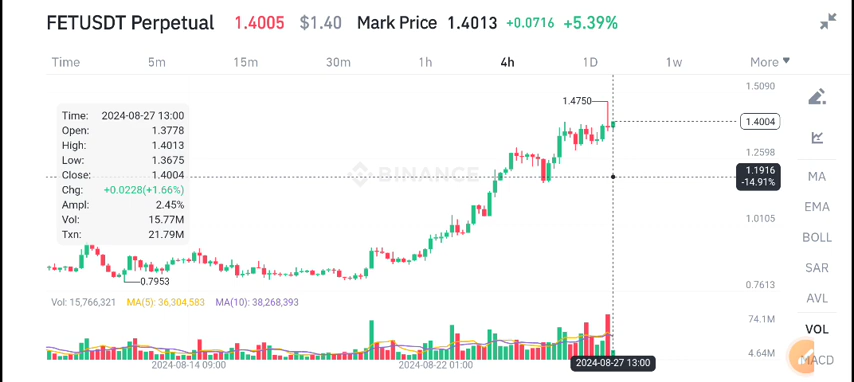 FETUSDT Perpetual 1.4005 $1.40 Mark Price 1.4013 +0.0716 +5.39%
Time 5m 15m 30m 1h 4h 1D 1w More
1.5090
1.4750
Time: 2024-08-27 13:00
Open: 1.3778
High: 1.4013
Low: 1.3675
Close: 1.4004
Chg: +0.0228(+1.66%)
Ampl: 2.45%
Vol: 15.77M
Txn: 21.79M
1.4004
1.2598
BINANCE
1.1916
-14.91%
1.0105
0.7953
0.7613
Vol: 15,766,321 MA(5): 36,304,583 MA(10): 38,268,393
74.1M
4.64M
2024-08-14 09:00 2024-08-22 01:00 2024-08-27 13:00
MA
EMA
BOLL
SAR
AVL
VOL
MACD